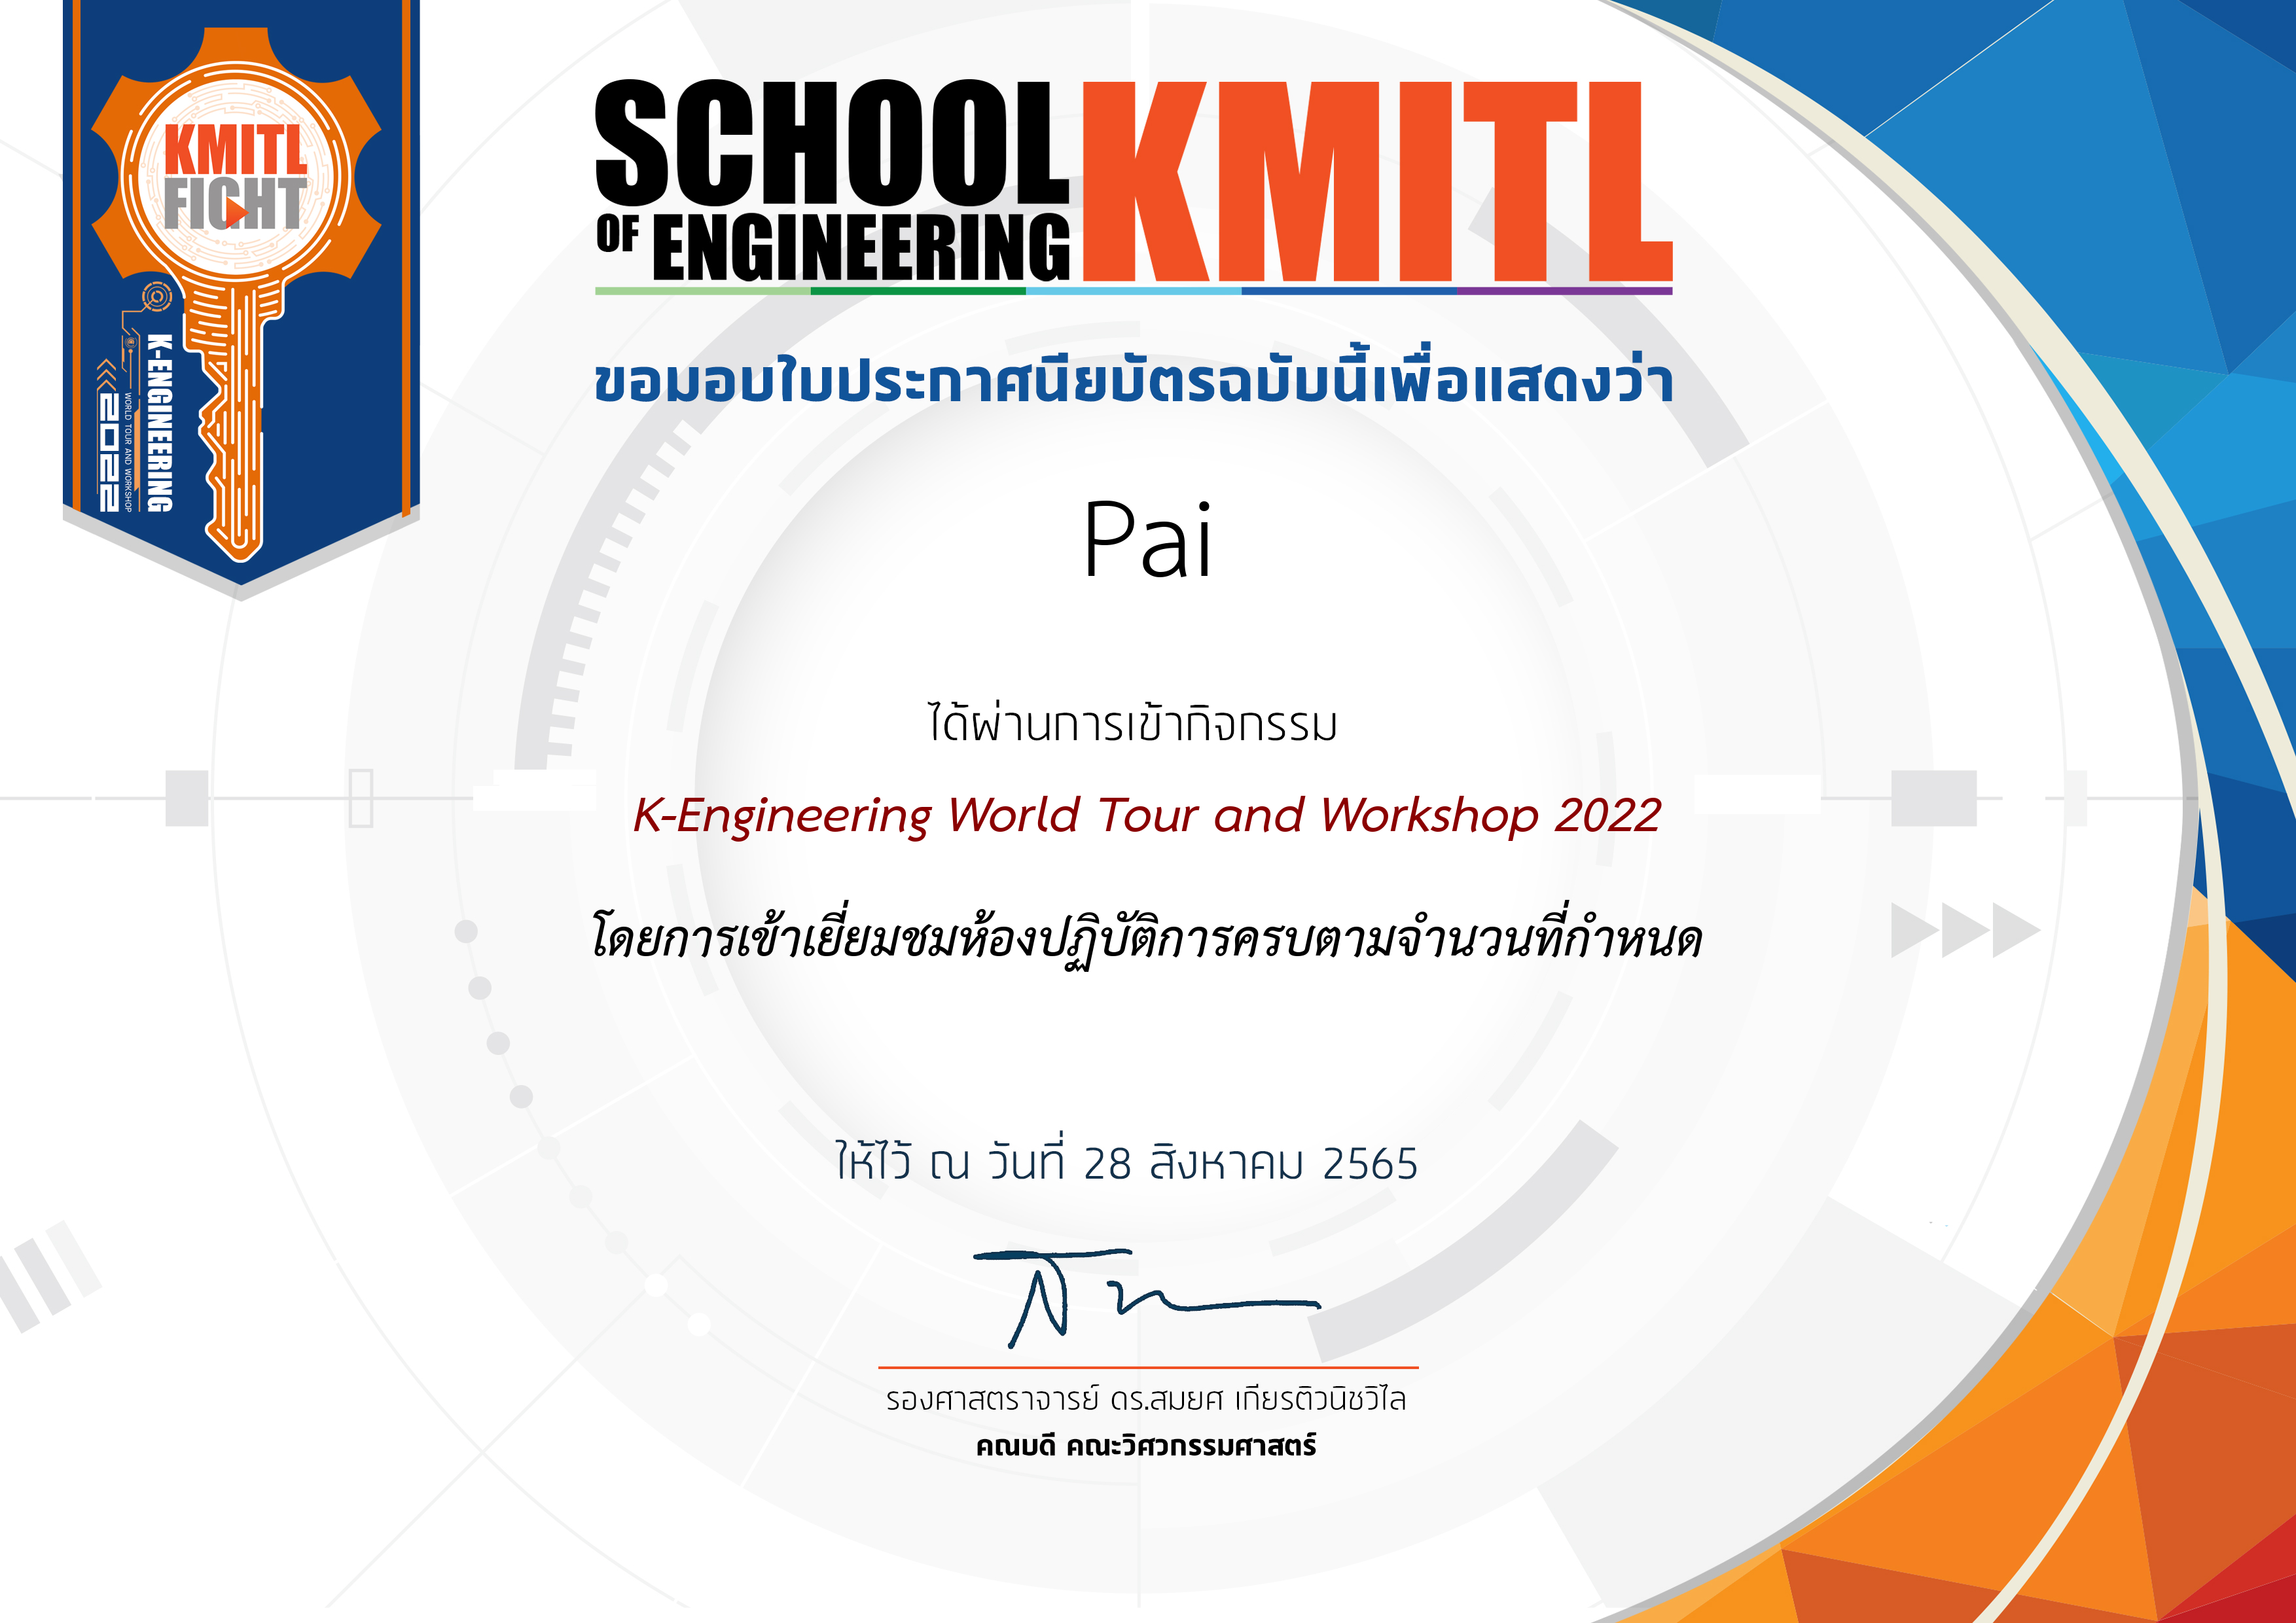 KMITL
FIGHT
K-ENGINEERING
WORLD TOUR AND WORKSHOP
2022
SCHOOL
OF ENGINEERING
KMITL
ขอมอบใบประกาศนียบัตรฉบับนี้เพื่อแสดงว่า
Pai
ได้ผ่านการเข้ากิจกรรม
K-Engineering World Tour and Workshop 2022
โดยการเข้าเยี่ยมชมห้องปฏิบัติการครบตามจำนวนที่กำหนด
ให้ไว้ ณ วันที่ 28 สิงหาคม 2565
รองศาสตราจารย์ ดร.สมยศ เกียรติวนิชวิไล
คณบดี คณะวิศวกรรมศาสตร์